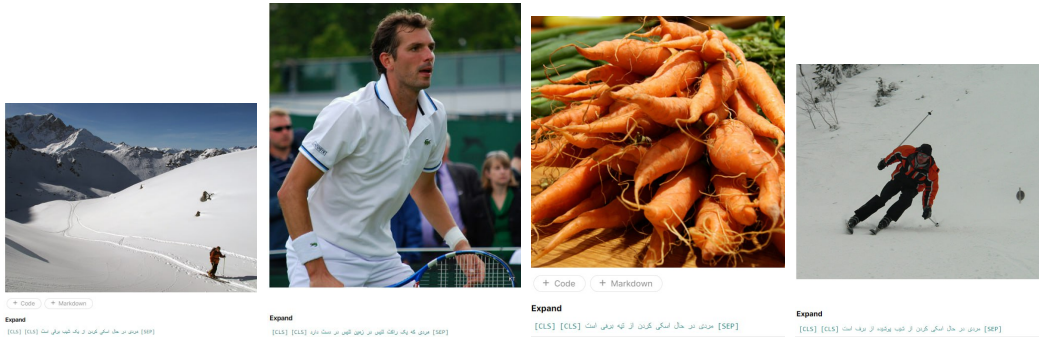 + Code + Markdown
Expand
[CLS] [CLS] مردی در حال اسکی کردن از یک شیب برفی است [SEP]
Expand
[CLS] [CLS] مردی که یک راکت تنیس در زمین تنیس در دست دارد [SEP]
+ Code + Markdown
Expand
[CLS] [CLS] مردی در حال اسکی کردن از تپه برفی است [SEP]
Expand
[CLS] [CLS] مردی در حال اسکی کردن از شیب پوشیده از برف است [SEP]